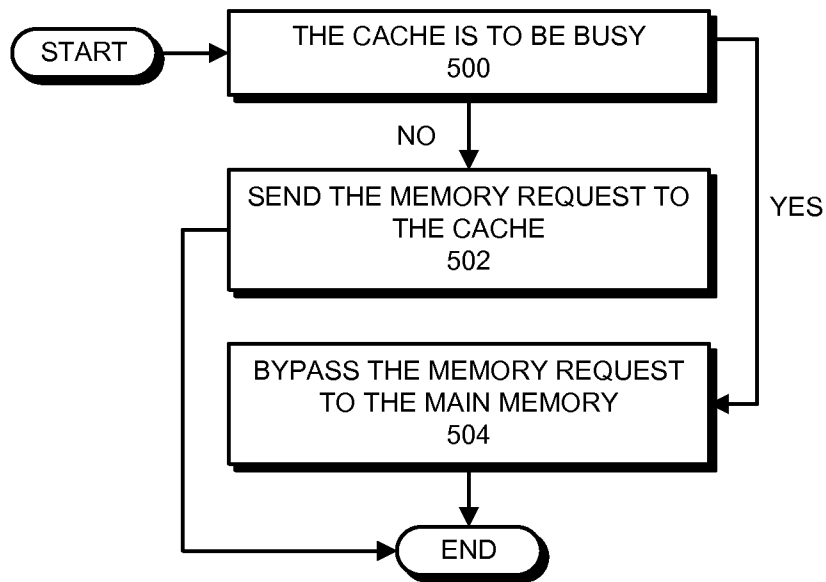 START
THE CACHE IS TO BE BUSY
500
NO
SEND THE MEMORY REQUEST TO
THE CACHE
502
YES
BYPASS THE MEMORY REQUEST
TO THE MAIN MEMORY
504
END